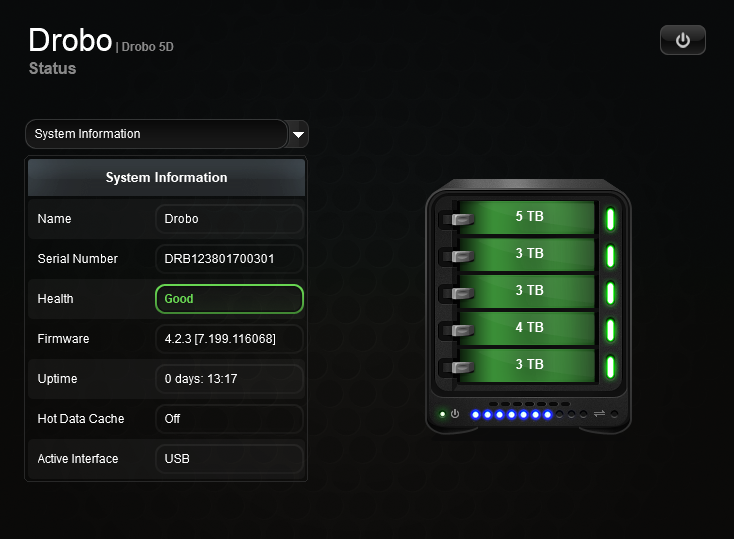 Drobo | Drobo 5D
Status
System Information
System Information
Name Drobo
Serial Number DRB123801700301
Health Good
Firmware 4.2.3 [7.199.116068]
Uptime 0 days: 13:17
Hot Data Cache Off
Active Interface USB
5 TB
3 TB
3 TB
4 TB
3 TB